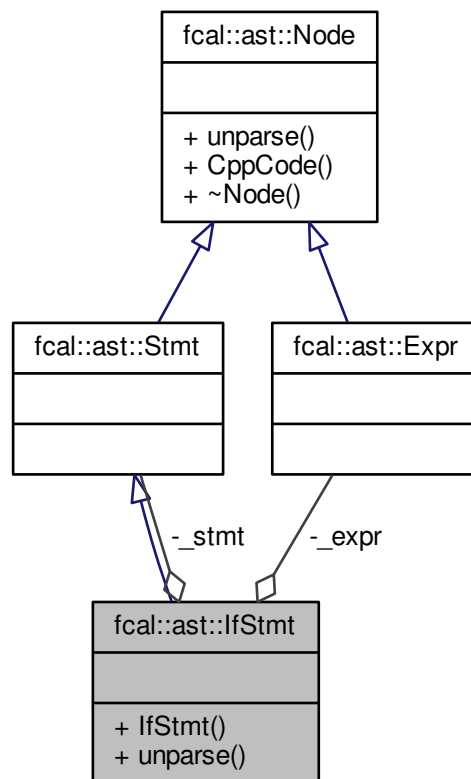 fcal::ast::Node
+ unparse()
+ CppCode()
+ ~Node()
fcal::ast::Stmt
fcal::ast::Expr
-_stmt
-_expr
fcal::ast::IfStmt
+ IfStmt()
+ unparse()